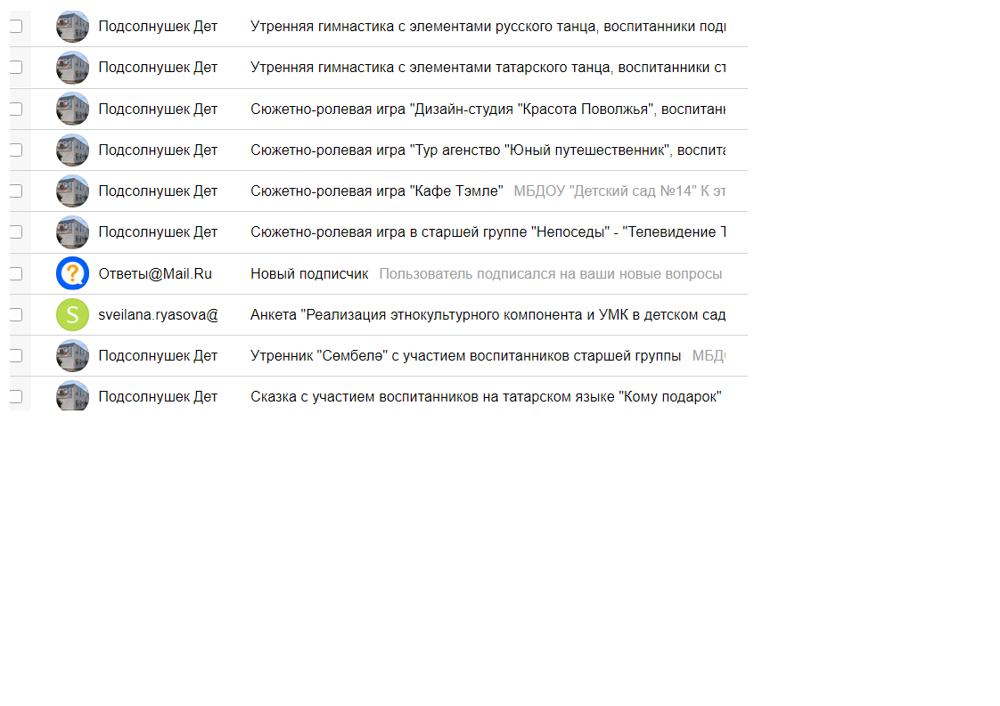 Подсолнушек Дет Утренняя гимнастика с элементами русского танца, воспитанники
Подсолнушек Дет Утренняя гимнастика с элементами татарского танца, воспитанники ст
Подсолнушек Дет Сюжетно-ролевая игра "Дизайн-студия "Красота Поволжья",
Подсолнушек Дет Сюжетно-ролевая игра "Тур агенство "Юный путешественник",
Подсолнушек Дет Сюжетно-ролевая игра "Кафе Тэмле" МБДОУ "Детский сад №14" К эт
Подсолнушек Дет Сюжетно-ролевая игра в старшей группе "Непоседы" - "Телевидение
Ответы@Mail.Ru Новый подписчик Пользователь подписался на ваши новые вопросы
S sveilana.ryasova@ Анкета "Реализация этнокультурного компонента и УМК в детском сад
Подсолнушек Дет Утренник "Сөмбелә" с участием воспитанников старшей группы
Подсолнушек Дет Сказка с участием воспитанников на татарском языке "Кому подарок"